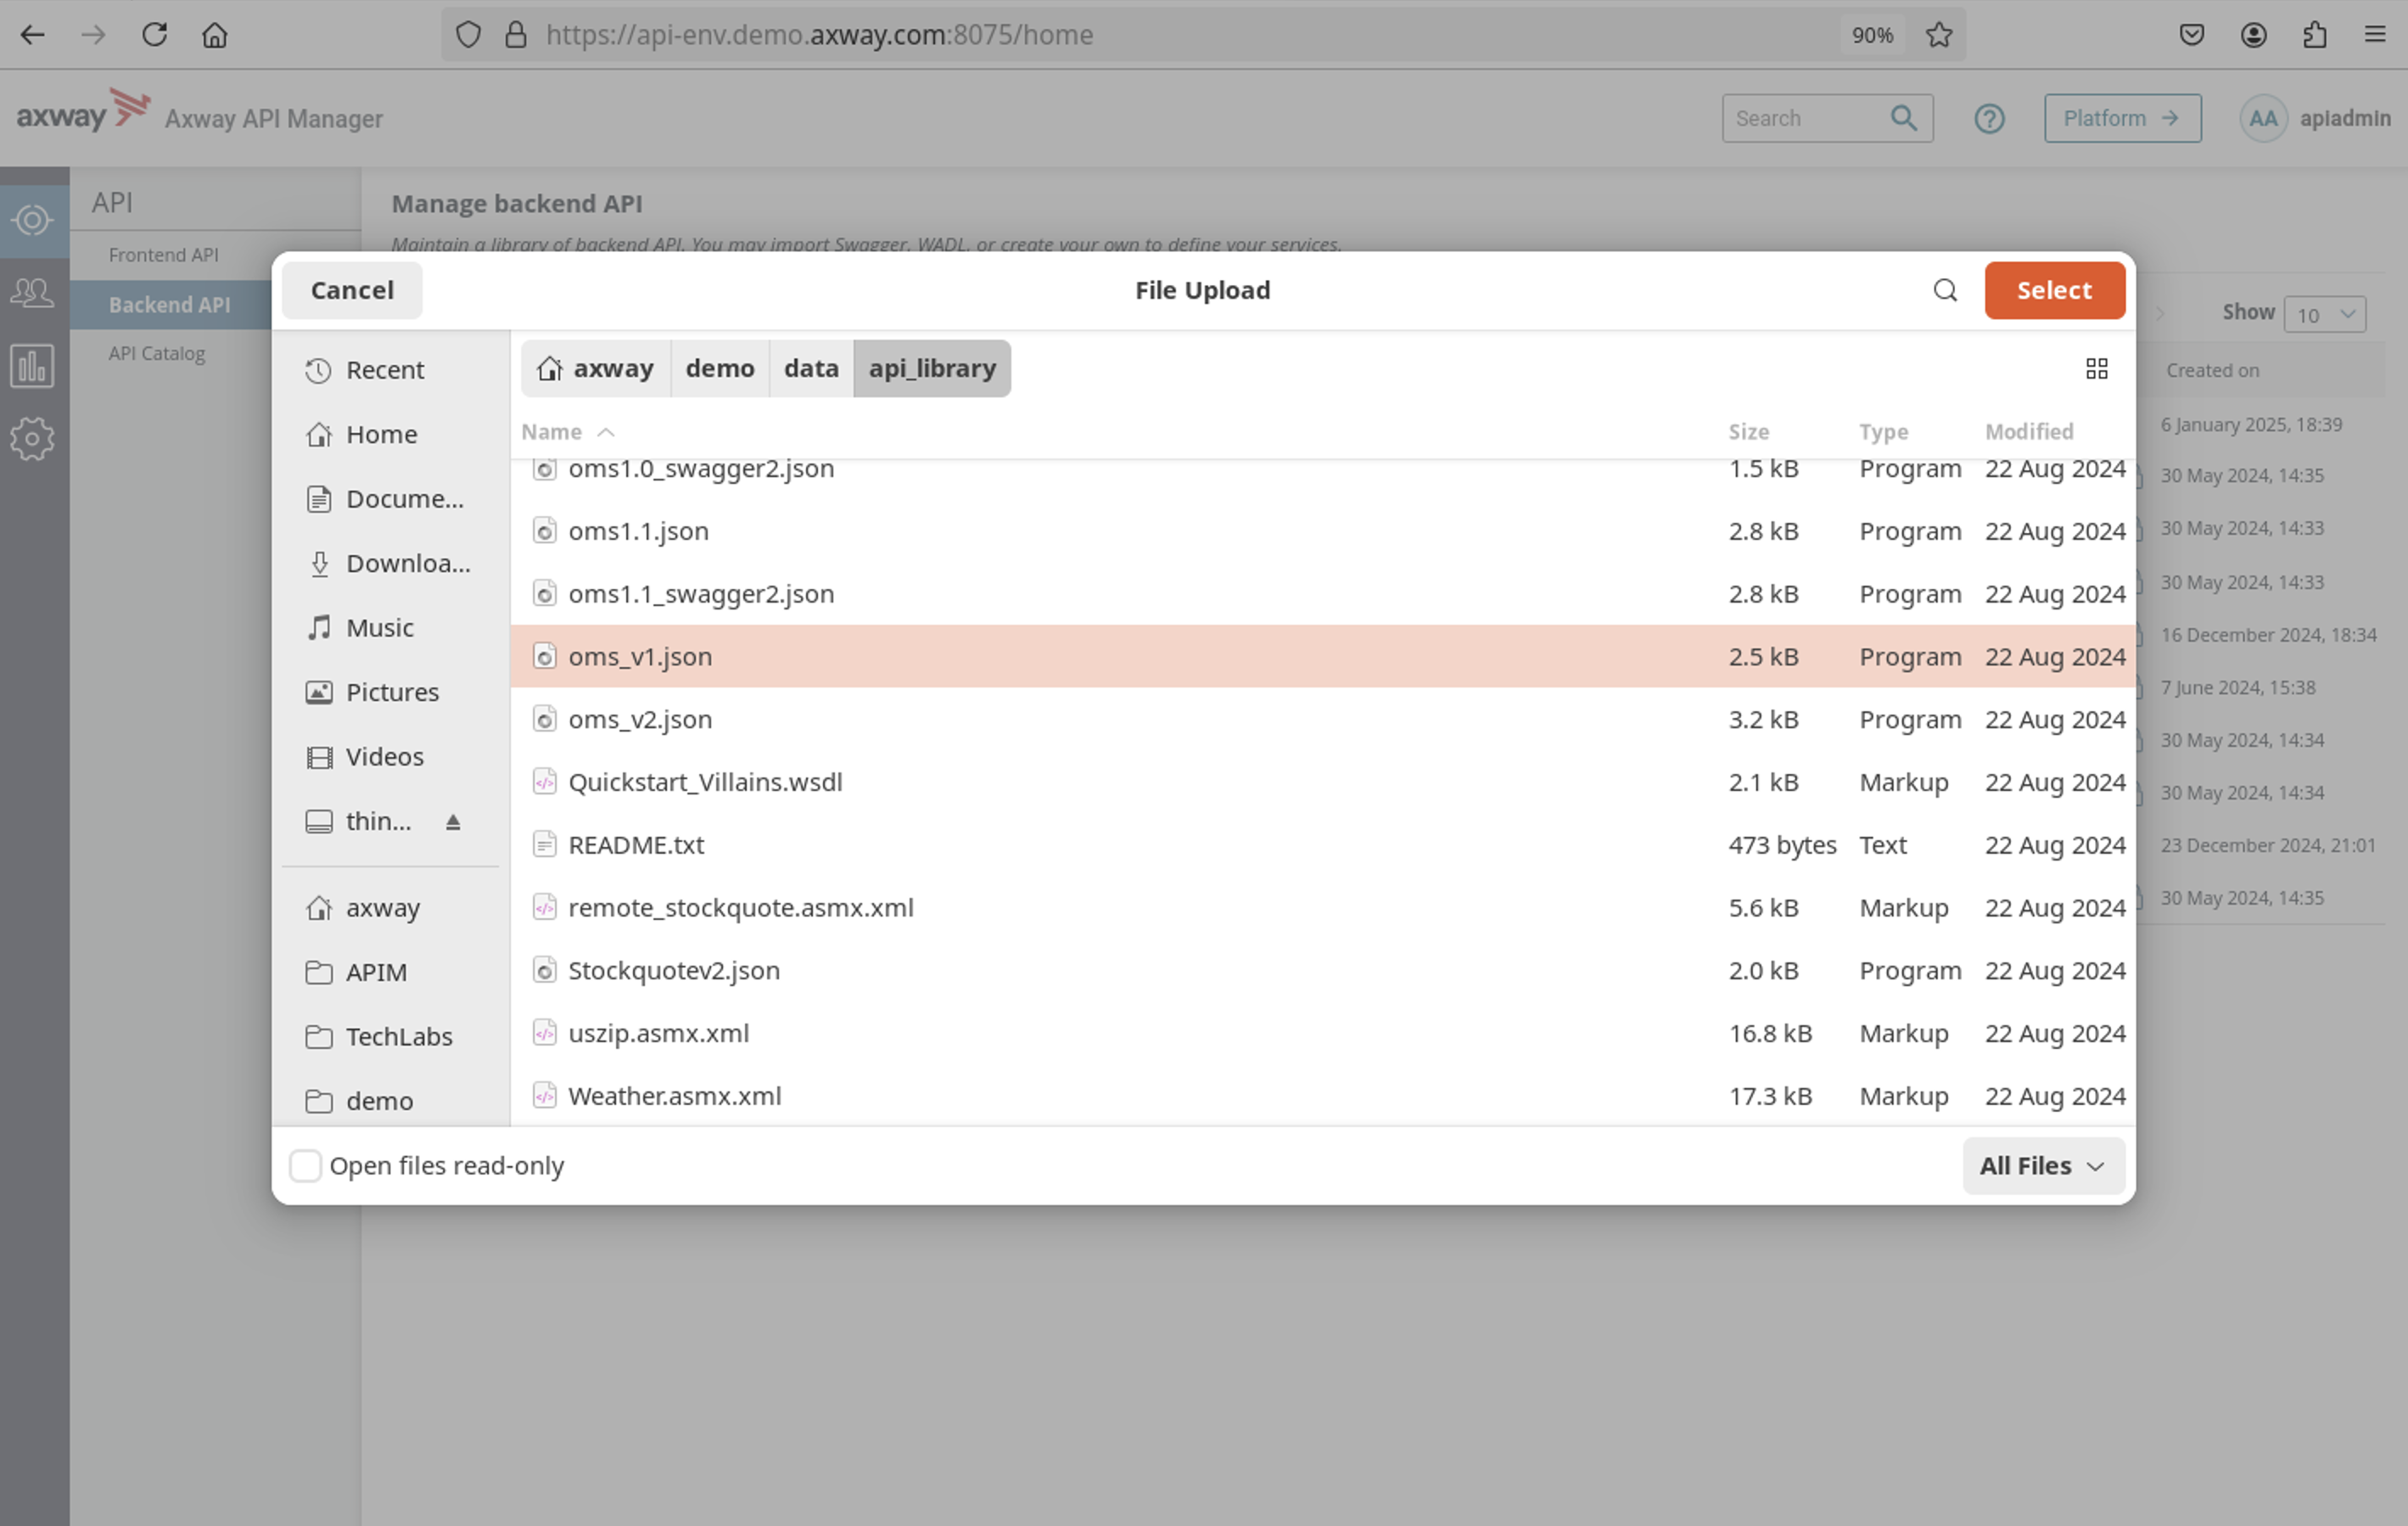 https://api-env.demo.axway.com:8075/home 90%
axway Axway API Manager Search ? Platform → AA apiadmin
API
Frontend API
Backend API
API Catalog
Manage backend API
Maintain a library of backend API. You may import Swagger, WADL, or create your own to define your services.
Show 10
Created on
6 January 2025, 18:39
30 May 2024, 14:35
30 May 2024, 14:33
30 May 2024, 14:33
16 December 2024, 18:34
7 June 2024, 15:38
30 May 2024, 14:34
30 May 2024, 14:34
23 December 2024, 21:01
30 May 2024, 14:35
Cancel File Upload Select
Recent
Home
Docume...
Downloa...
Music
Pictures
Videos
thin...
axway
APIM
TechLabs
demo
axway demo data api_library
Name Size Type Modified
oms1.0_swagger2.json 1.5 kB Program 22 Aug 2024
oms1.1.json 2.8 kB Program 22 Aug 2024
oms1.1_swagger2.json 2.8 kB Program 22 Aug 2024
oms_v1.json 2.5 kB Program 22 Aug 2024
oms_v2.json 3.2 kB Program 22 Aug 2024
Quickstart_Villains.wsdl 2.1 kB Markup 22 Aug 2024
README.txt 473 bytes Text 22 Aug 2024
remote_stockquote.asmx.xml 5.6 kB Markup 22 Aug 2024
Stockquotev2.json 2.0 kB Program 22 Aug 2024
uszip.asmx.xml 16.8 kB Markup 22 Aug 2024
Weather.asmx.xml 17.3 kB Markup 22 Aug 2024
Open files read-only All Files